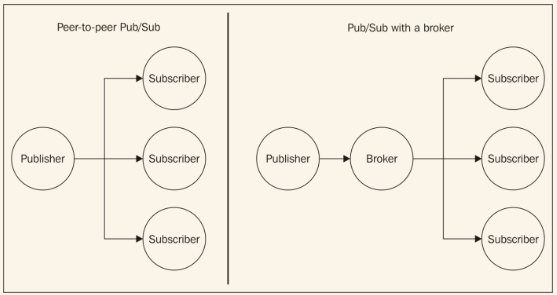 Peer-to-peer Pub/Sub
Subscriber
Publisher
Subscriber
Subscriber
Pub/Sub with a broker
Subscriber
Publisher
Broker
Subscriber
Subscriber